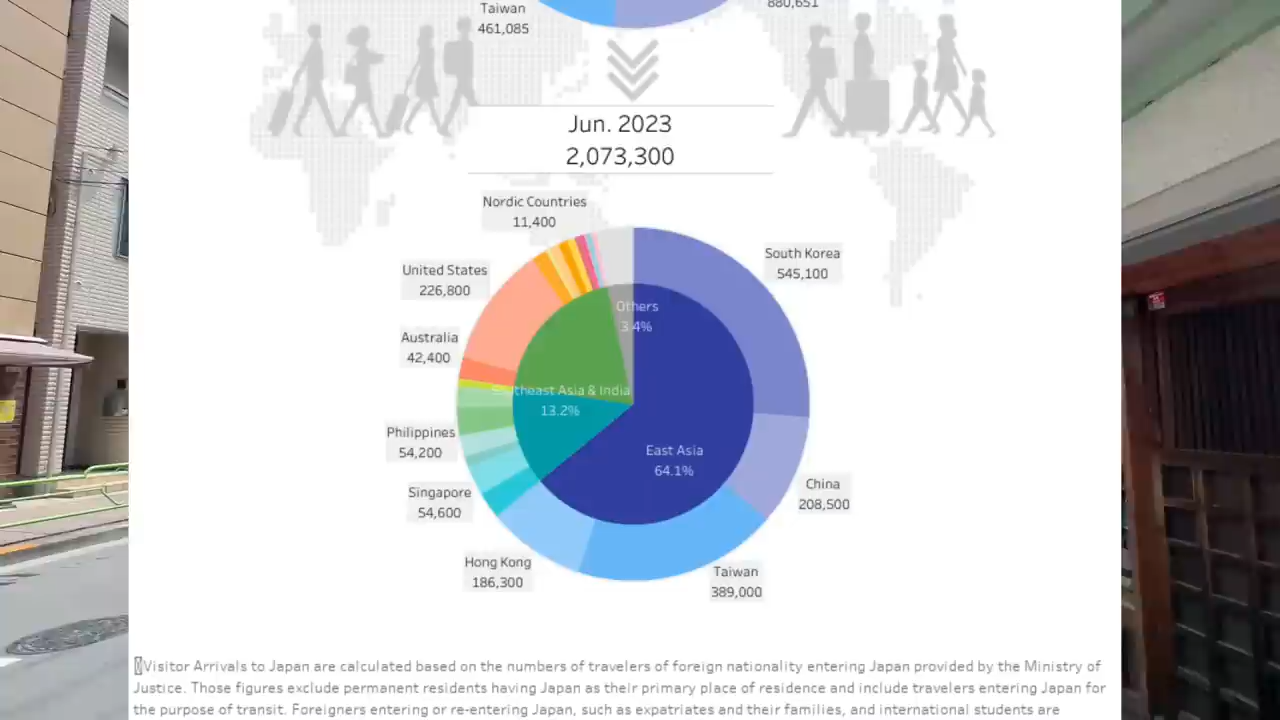 Taiwan
461,085
880,651
Jun. 2023
2,073,300
Nordic Countries
11,400
United States
226,800
South Korea
545,100
Others
3.4%
Australia
42,400
Southeast Asia & India
13.2%
Philippines
54,200
East Asia
64.1%
Singapore
54,600
China
208,500
Hong Kong
186,300
Taiwan
389,000
Visitor Arrivals to Japan are calculated based on the numbers of travelers of foreign nationality entering Japan provided by the Ministry of
Justice. Those figures exclude permanent residents having Japan as their primary place of residence and include travelers entering Japan for
the purpose of transit. Foreigners entering or re-entering Japan, such as expatriates and their families, and international students are